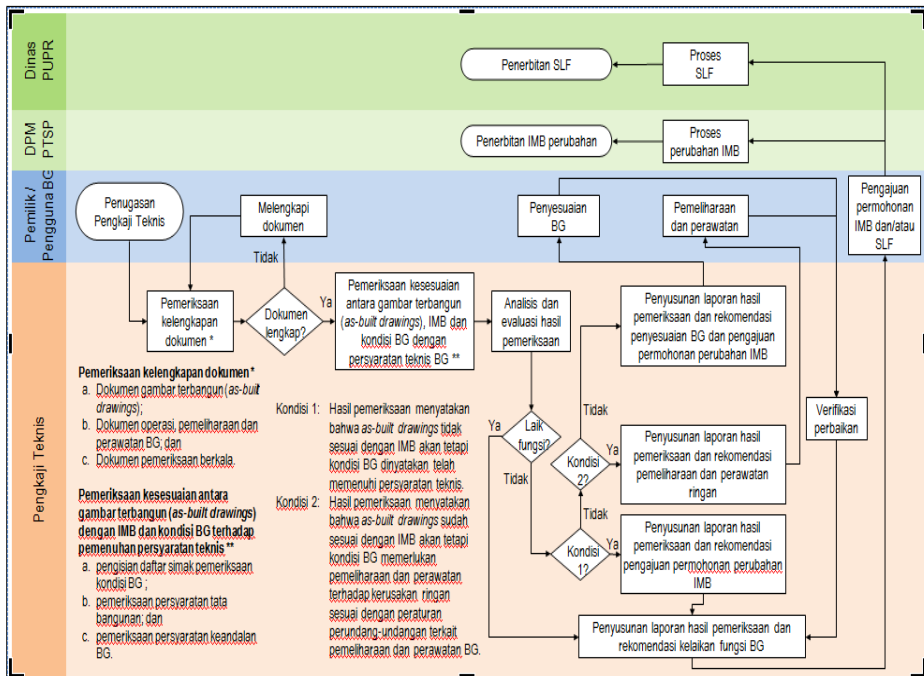 Dinas
PUPR
Penerbitan SLF
Proses
SLF
DPM
PTSP
Penerbitan IMB perubahan
Proses
perubahan IMB
Pemilik /
Pengguna BG
Penugasan
Pengkaji Teknis
Melengkapi
dokumen
Penyesuaian
BG
Pemeliharaan
dan perawatan
Pengajuan
permohonan
IMB dan/atau
SLF
Pengkaji Teknis
Tidak
Pemeriksaan
kelengkapan
dokumen *
Dokumen
lengkap?
Ya
Pemeriksaan kesesuaian
antara gambar terbangun
(as-built drawings), IMB dan
kondisi BG dengan
persyaratan teknis BG **
Analisis dan
evaluasi hasil
pemeriksaan
Penyusunan laporan hasil
pemeriksaan dan rekomendasi
penyesuaian BG dan pengajuan
permohonan perubahan IMB
Pemeriksaan kelengkapan dokumen *
a. Dokumen gambar terbangun (as-built
drawings);
b. Dokumen operasi, pemeliharaan dan
perawatan BG; dan
c. Dokumen pemeriksaan berkala.
Pemeriksaan kesesuaian antara
gambar terbangun (as-built drawings)
dengan IMB dan kondisi BG terhadap
pemenuhan persyaratan teknis **
a. pengisian daftar simak pemeriksaan
kondisi BG ;
b. pemeriksaan persyaratan tata
bangunan; dan
c. pemeriksaan persyaratan keandalan
BG.
Kondisi 1: Hasil pemeriksaan menyatakan
bahwa as-built drawings tidak
sesuai dengan IMB akan tetapi
kondisi BG dinyatakan telah
memenuhi persyaratan teknis.
Kondisi 2: Hasil pemeriksaan menyatakan
bahwa as-built drawings sudah
sesuai dengan IMB akan tetapi
kondisi BG memerlukan
pemeliharaan dan perawatan
terhadap kerusakan ringan
sesuai dengan peraturan
perundang-undangan terkait
pemeliharaan dan perawatan BG.
Ya
Laik
fungsi?
Tidak
Tidak
Kondisi
2?
Ya
Penyusunan laporan hasil
pemeriksaan dan rekomendasi
pemeliharaan dan perawatan
ringan
Verifikasi
perbaikan
Tidak
Kondisi
1?
Ya
Penyusunan laporan hasil
pemeriksaan dan rekomendasi
pengajuan permohonan perubahan
IMB
Penyusunan laporan hasil pemeriksaan dan
rekomendasi kelaikan fungsi BG